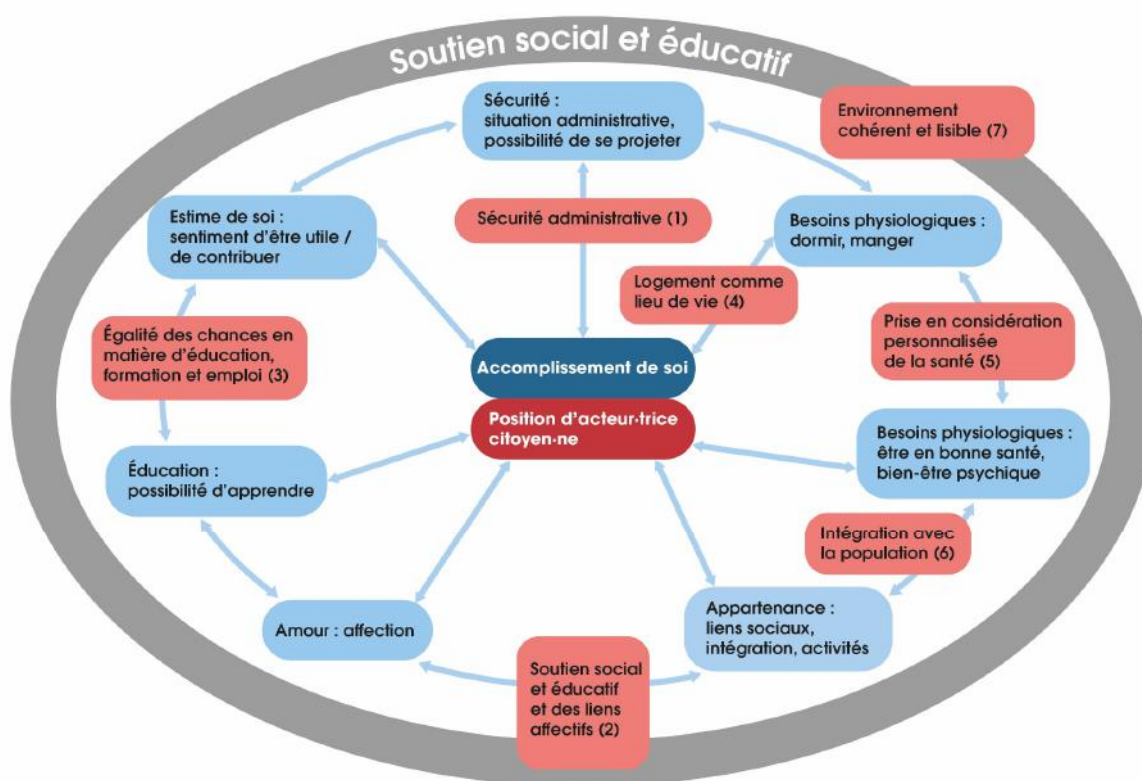 Soutien social et éducatif
Sécurité :
situation administrative,
possibilité de se projeter
Environnement
cohérent et lisible (7)
Estime de soi :
sentiment d'être utile /
de contribuer
Sécurité administrative (1)
Besoins physiologiques :
dormir, manger
Logement comme
lieu de vie (4)
Égalité des chances en
matière d'éducation,
formation et emploi (3)
Prise en considération
personnalisée
de la santé (5)
Accomplissement de soi
Position d'acteur·trice
citoyen·ne
Besoins physiologiques :
être en bonne santé,
bien-être psychique
Éducation :
possibilité d'apprendre
Intégration avec
la population (6)
Amour : affection
Appartenance :
liens sociaux,
intégration, activités
Soutien social
et éducatif
et des liens
affectifs (2)